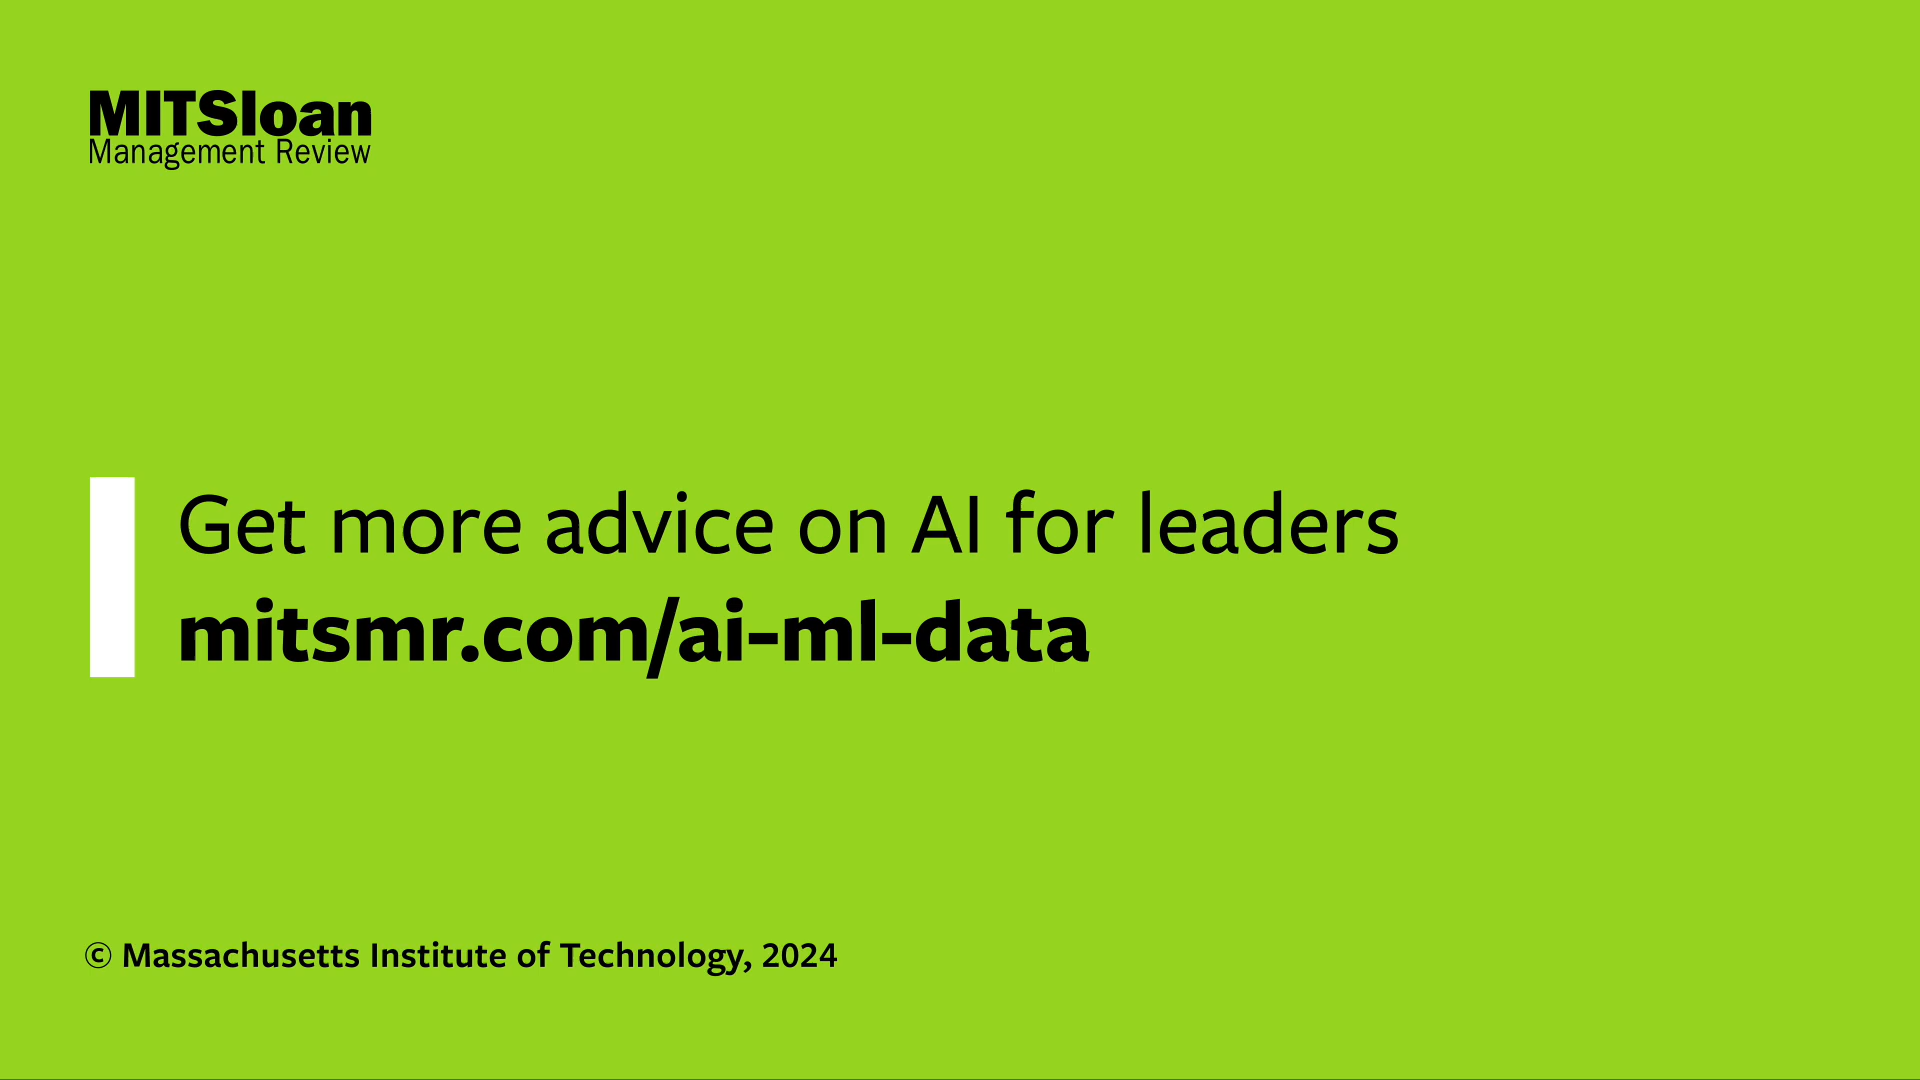 MITSloan
Management Review
Get more advice on AI for leaders
mitsmr.com/ai-ml-data
© Massachusetts Institute of Technology, 2024